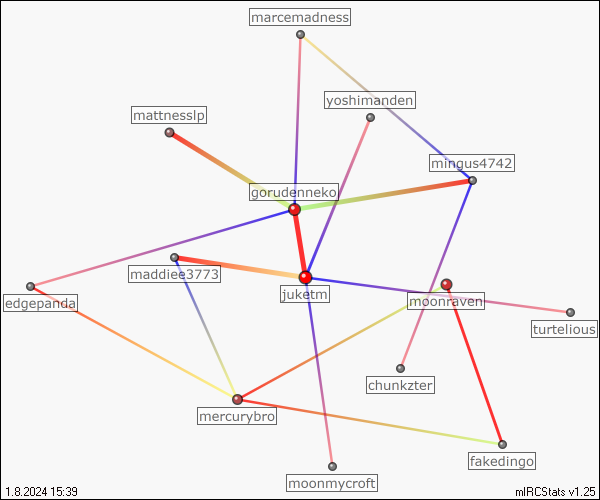 marcemadness
yoshimanden
mattnesslp
mingus4742
gorudenneko
maddiee3773
juketm
edgepanda
moonraven
turtelious
chunkzter
mercurybro
fakedingo
moonmycroft
1.8.2024 15:39
mIRCStats v1.25